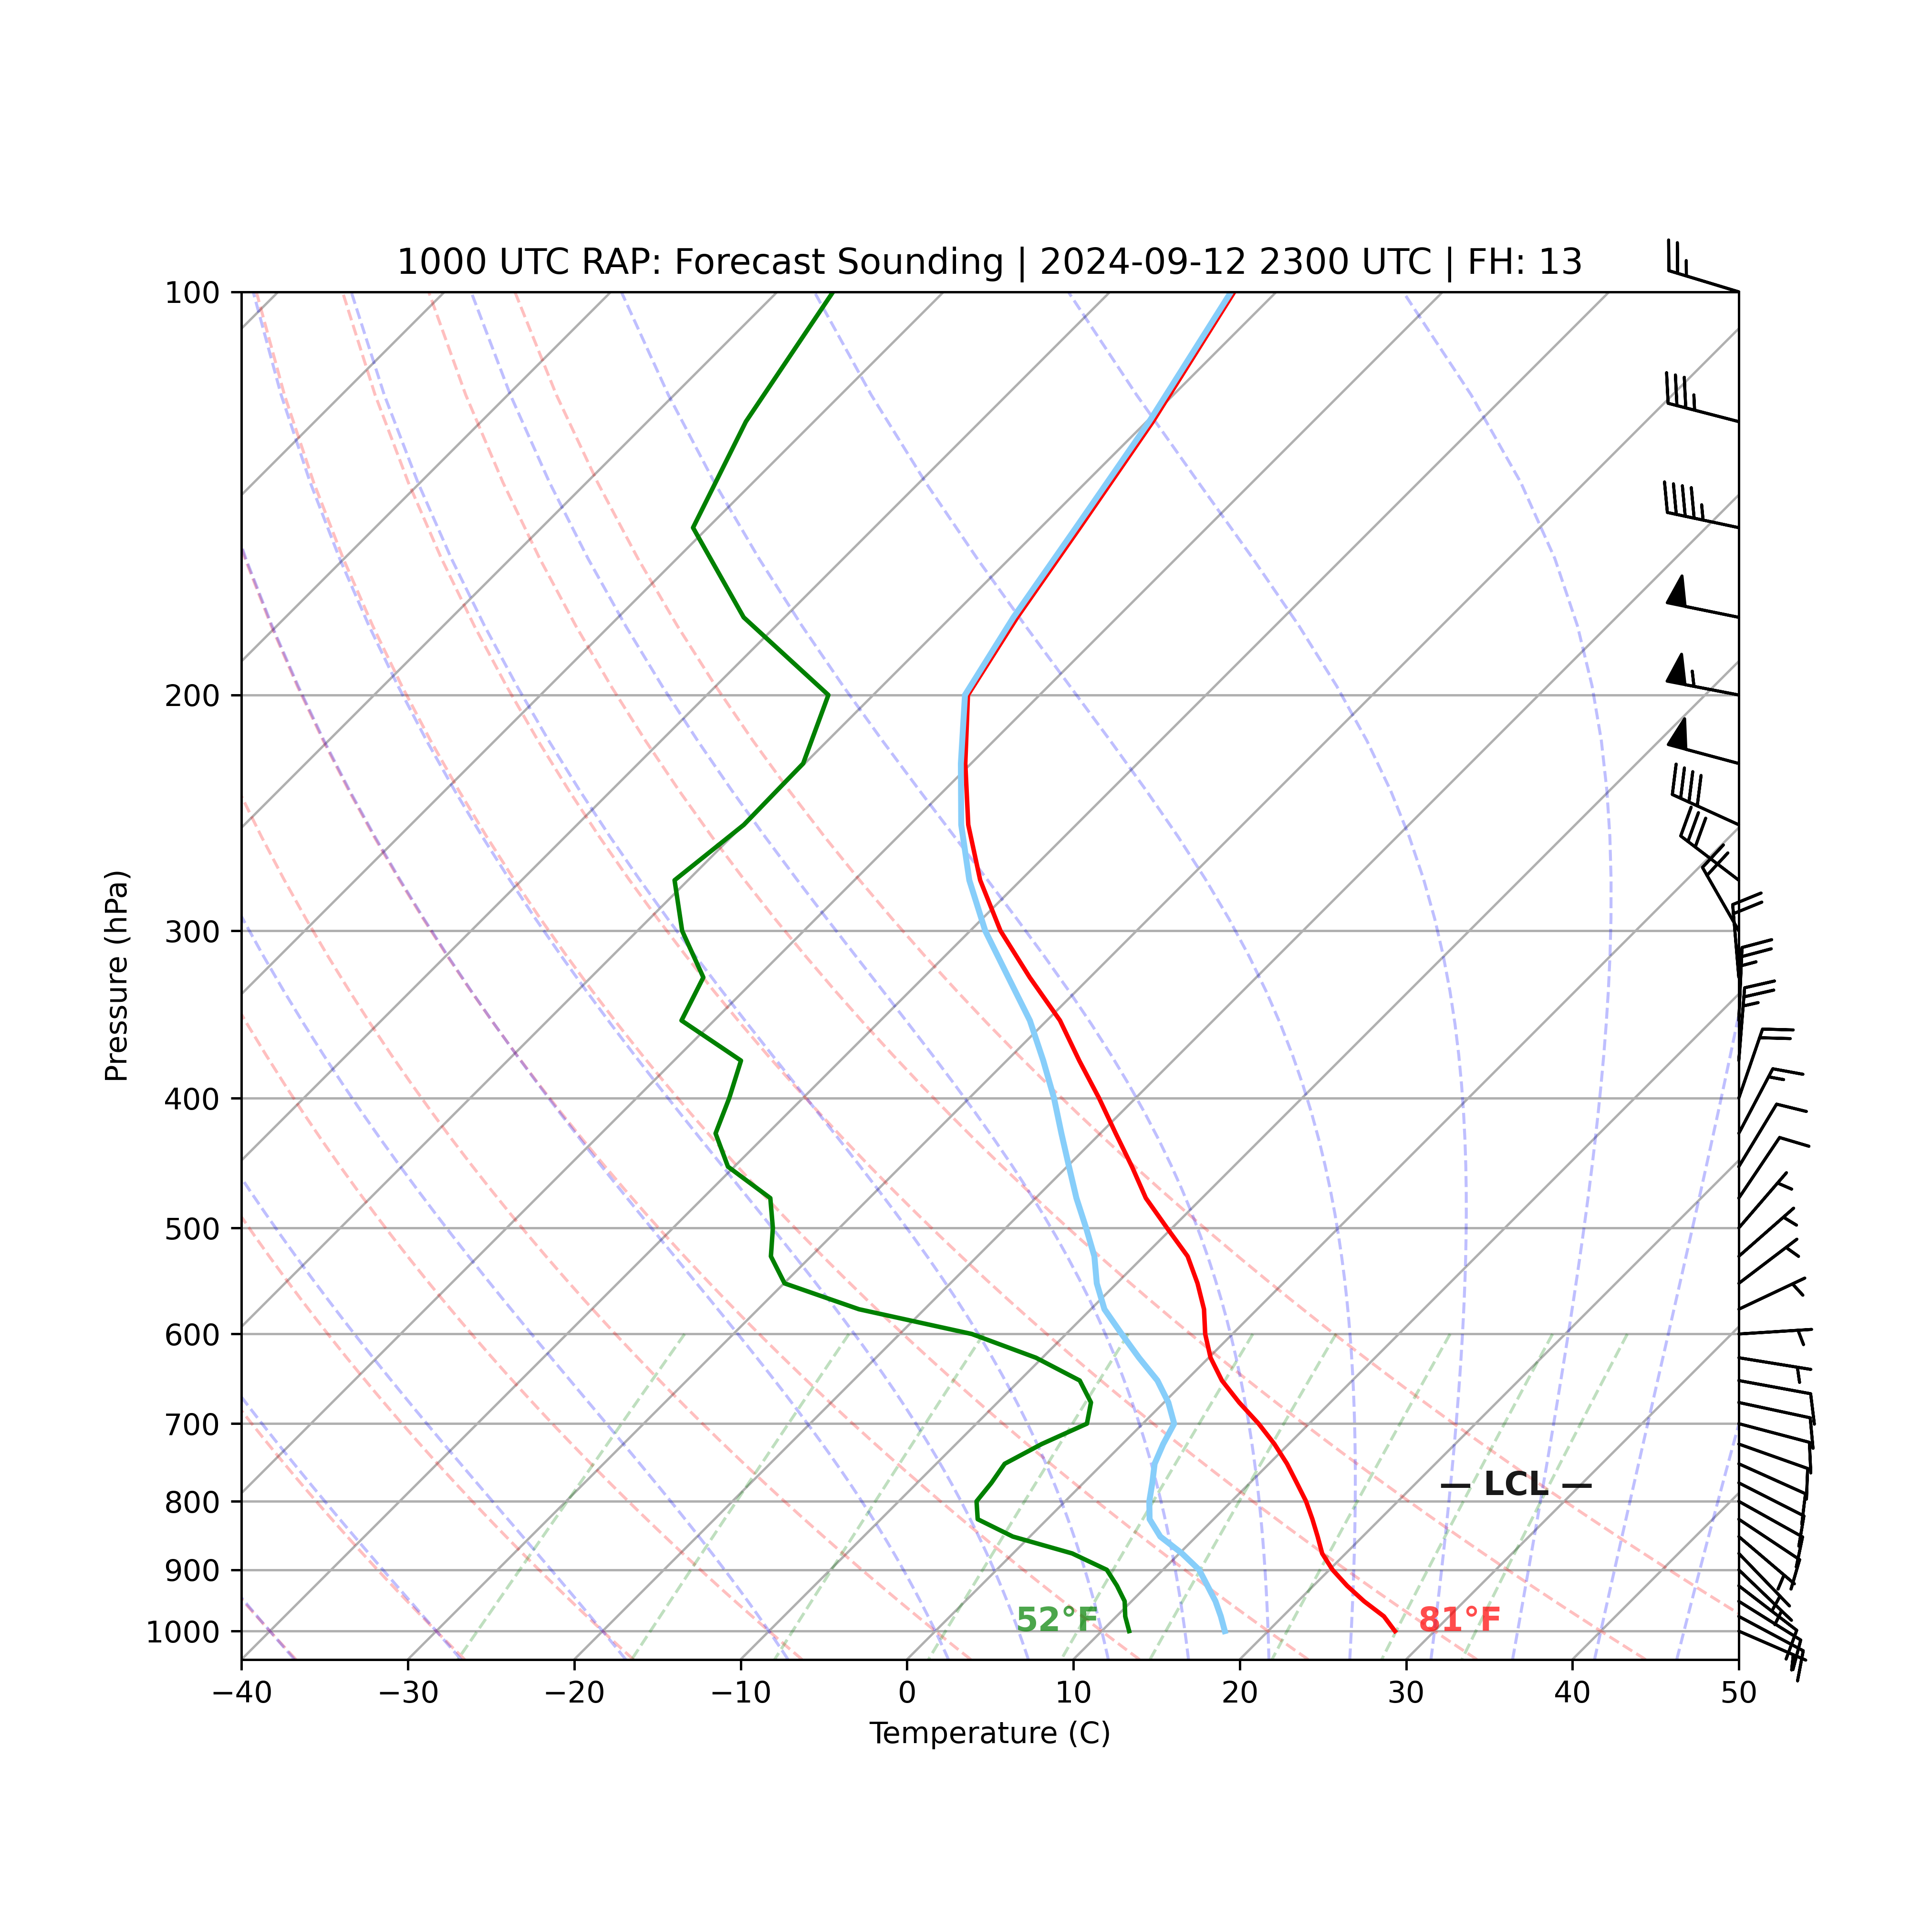 1000 UTC RAP: Forecast Sounding | 2024-09-12 2300 UTC | FH: 13
100
200
300
400
500
600
700
800
900
1000
Pressure (hPa)
— LCL —
52°F
81°F
−40 −30 −20 −10 0 10 20 30 40 50
Temperature (C)